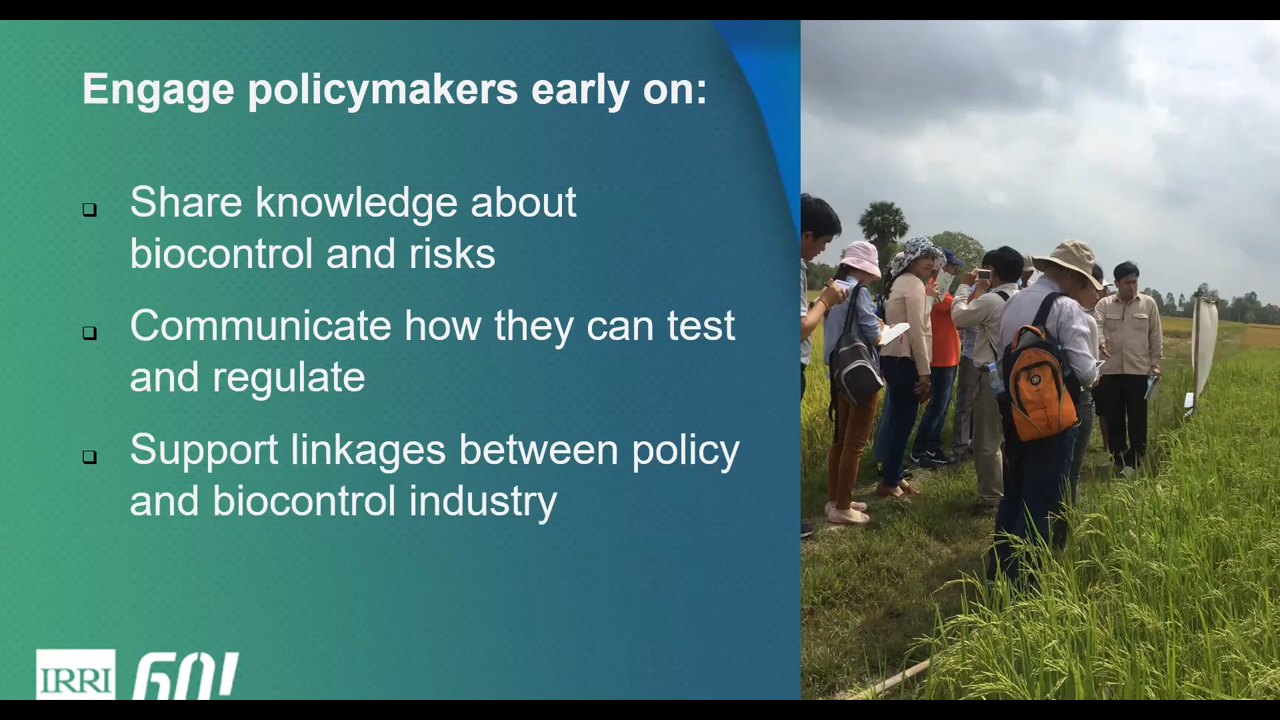 Engage policymakers early on:
Share knowledge about
biocontrol and risks
Communicate how they can test
and regulate
Support linkages between policy
and biocontrol industry
IRRI 60!